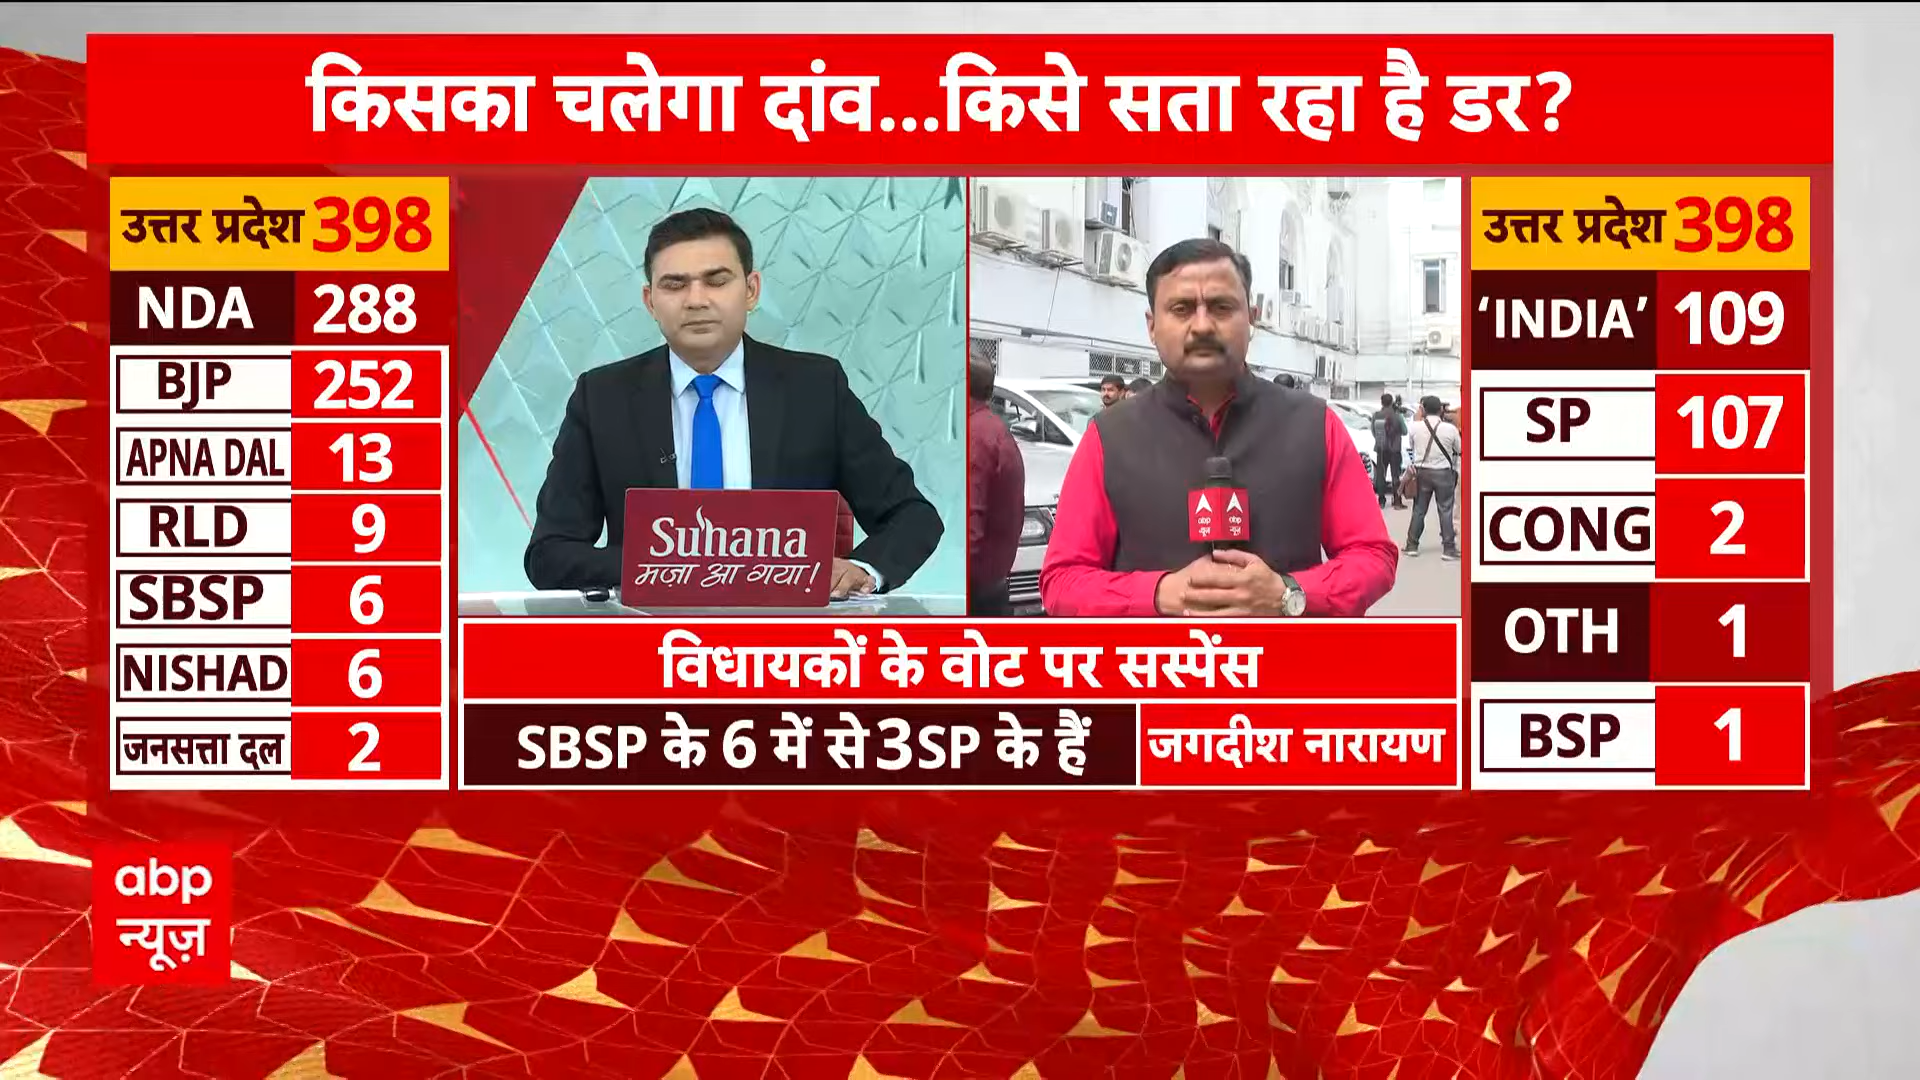 किसका चलेगा दांव...किसे सता रहा है डर?
उत्तर प्रदेश 398
NDA 288
BJP 252
APNA DAL 13
RLD 9
SBSP 6
NISHAD 6
जनसत्ता दल 2
Suhana
मज़ा आ गया!
abp
न्यूज़
abp
न्यूज़
विधायकों के वोट पर सस्पेंस
SBSP के 6 में से 3 SP के हैं
जगदीश नारायण
उत्तर प्रदेश 398
‘INDIA’ 109
SP 107
CONG 2
OTH 1
BSP 1
abp
न्यूज़